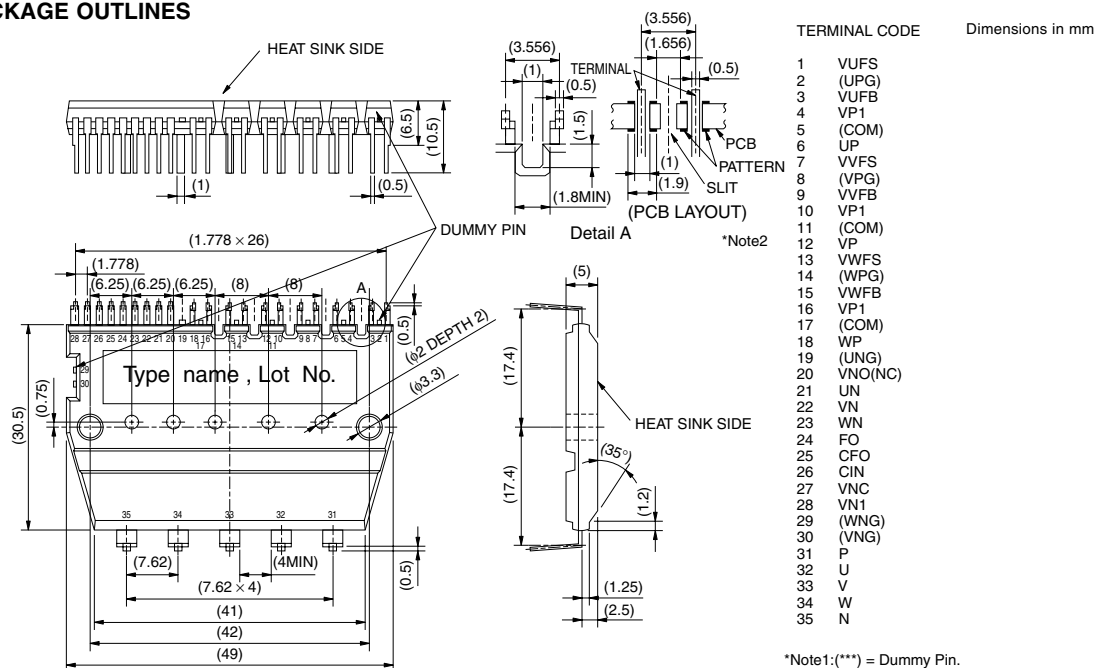 CKAGE OUTLINES
HEAT SINK SIDE
(6.5)
(10.5)
(1)
(0.5)
DUMMY PIN
(3.556)
(1)
(0.5)
(1.5)
(1.8MIN)
Detail A
(3.556)
(1.656)
TERMINAL
(0.5)
PCB
PATTERN
(1)
SLIT
(1.9)
(PCB LAYOUT)
*Note2
(1.778 × 26)
(1.778)
(6.25)
(6.25)
(6.25)
(8)
(8)
A
(0.5)
28 27 26 25 24 23 22 21 20 19 18 16 15 13 12 10 9 8 7 6 5 4 3 2 1
17 14 11
29
30
Type name , Lot No.
(ϕ2 DEPTH 2)
(ϕ3.3)
(0.75)
(30.5)
35 34 33 32 31
(7.62)
(4MIN)
(0.5)
(7.62 × 4)
(41)
(42)
(49)
(5)
(17.4)
(17.4)
HEAT SINK SIDE
(35°)
(1.2)
(1.25)
(2.5)
TERMINAL CODE
Dimensions in mm
1 VUFS
2 (UPG)
3 VUFB
4 VP1
5 (COM)
6 UP
7 VVFS
8 (VPG)
9 VVFB
10 VP1
11 (COM)
12 VP
13 VWFS
14 (WPG)
15 VWFB
16 VP1
17 (COM)
18 WP
19 (UNG)
20 VNO(NC)
21 UN
22 VN
23 WN
24 FO
25 CFO
26 CIN
27 VNC
28 VN1
29 (WNG)
30 (VNG)
31 P
32 U
33 V
34 W
35 N
*Note1:(***) = Dummy Pin.